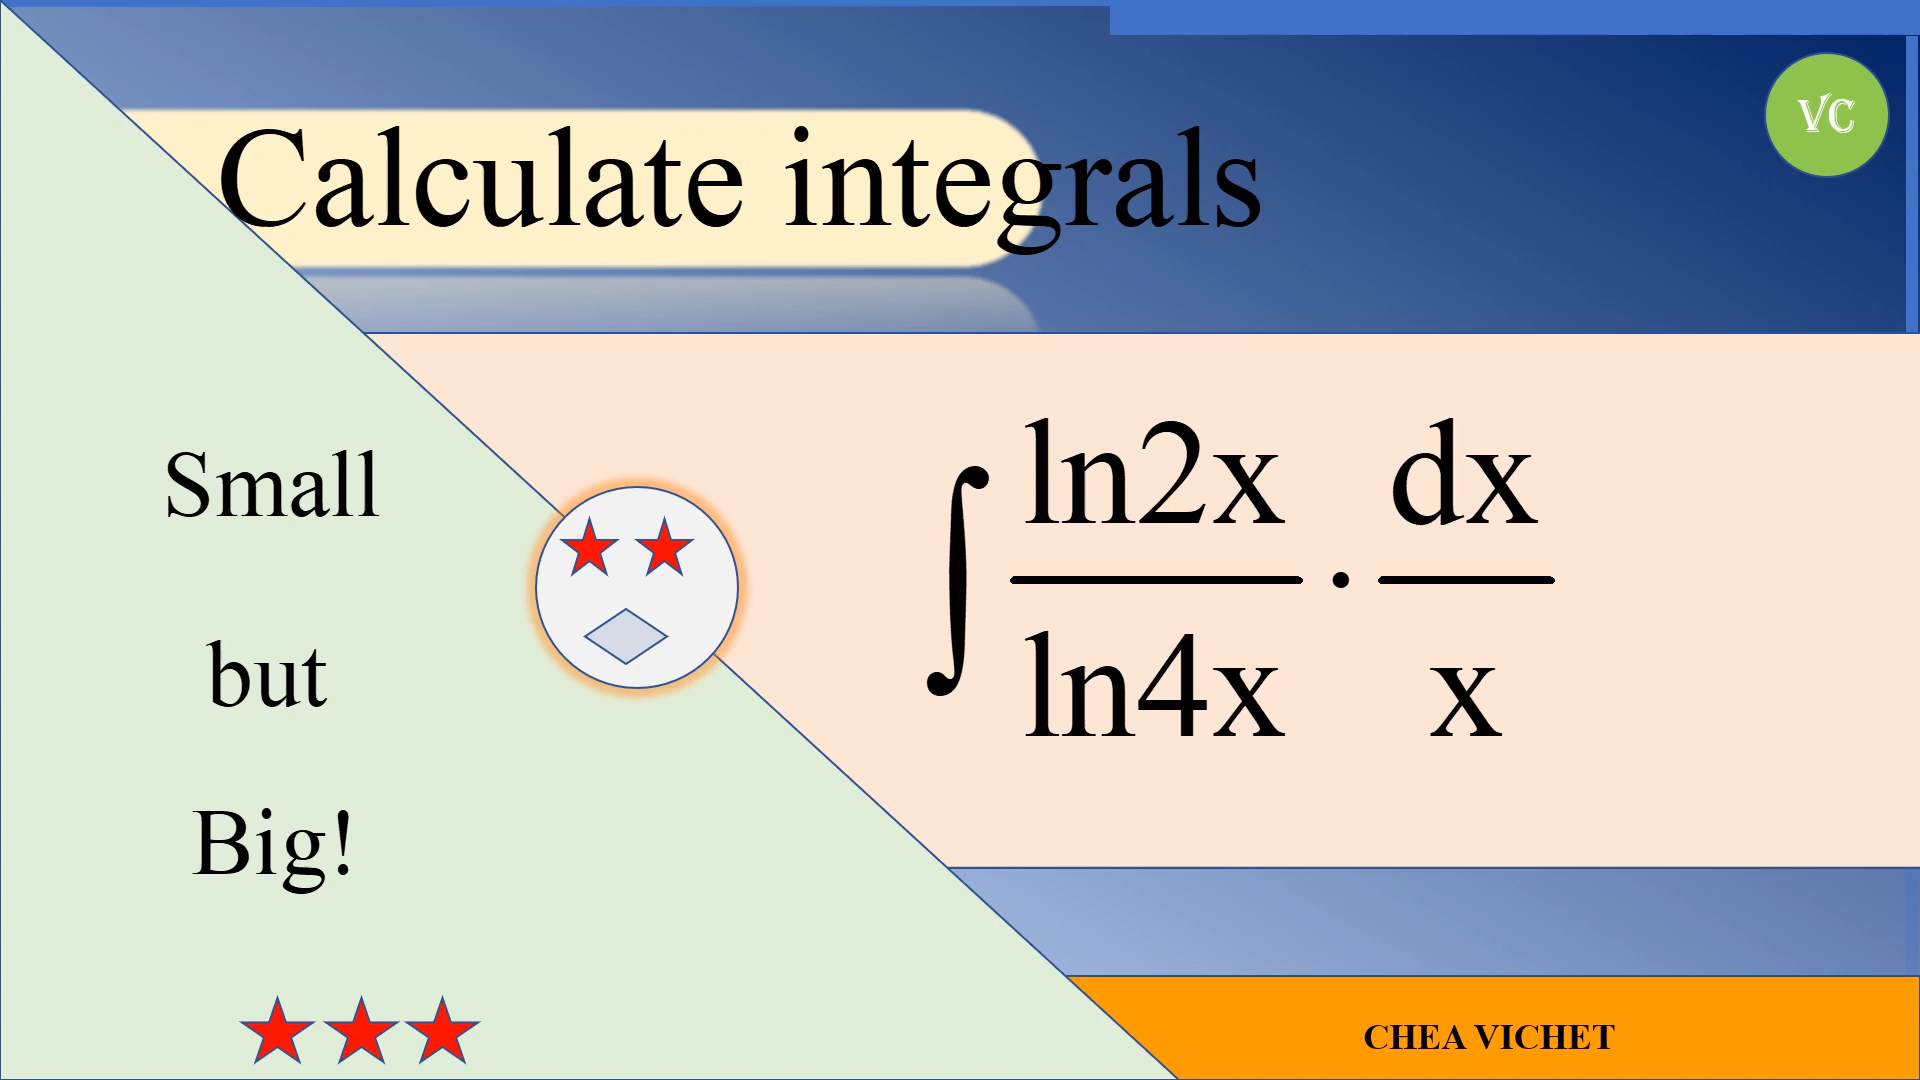 Calculate integrals
VC
Small
but
Big!
∫ ln2x/ln4x · dx/x
CHEA VICHET